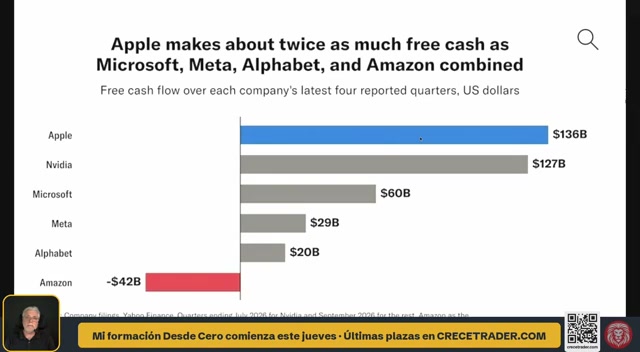 Apple makes about twice as much free cash as
Microsoft, Meta, Alphabet, and Amazon combined
Free cash flow over each company's latest four reported quarters, US dollars
Apple $136B
Nvidia $127B
Microsoft $60B
Meta $29B
Alphabet $20B
Amazon -$42B
Company filings, Yahoo Finance. Quarters ending July 2026 for Nvidia and September 2026 for the rest. Amazon as the
Mi formación Desde Cero comienza este jueves · Últimas plazas en CRECETRADER.COM
crecetrader.com